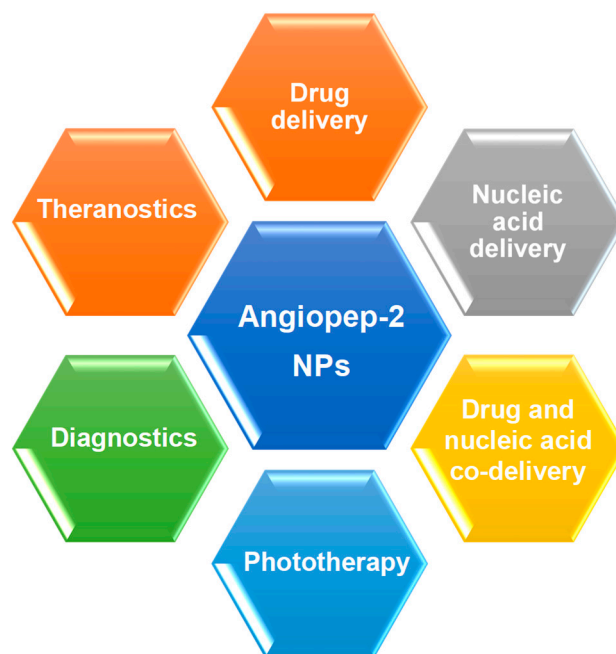 Drug
delivery
Theranostics
Nucleic
acid
delivery
Angiopep-2
NPs
Diagnostics
Drug and
nucleic acid
co-delivery
Phototherapy